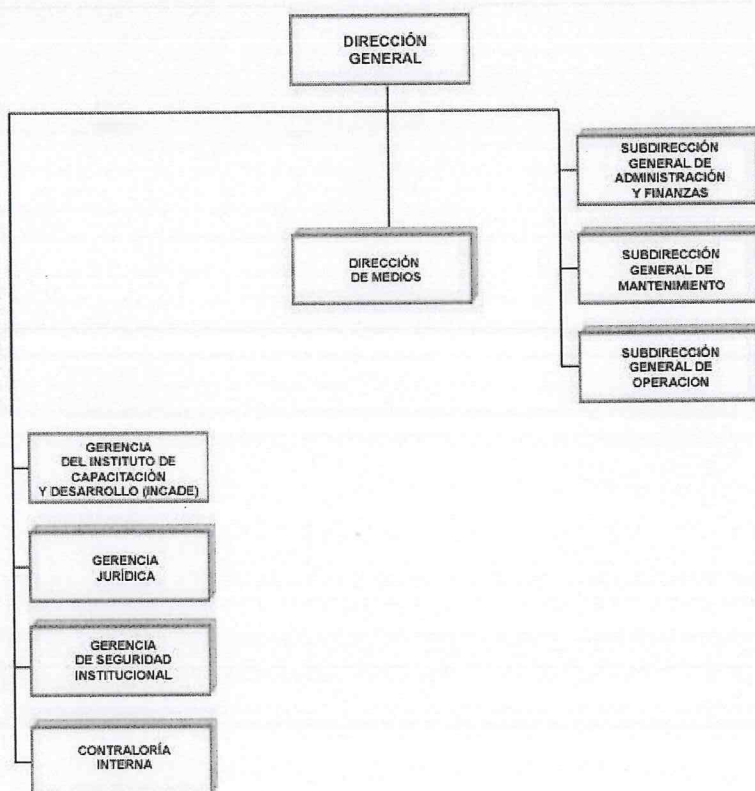 DIRECCIÓN
GENERAL
SUBDIRECCIÓN
GENERAL DE
ADMINISTRACIÓN
Y FINANZAS
DIRECCIÓN
DE MEDIOS
SUBDIRECCIÓN
GENERAL DE
MANTENIMIENTO
SUBDIRECCIÓN
GENERAL DE
OPERACION
GERENCIA
DEL INSTITUTO DE
CAPACITACIÓN
Y DESARROLLO (INCADE)
GERENCIA
JURÍDICA
GERENCIA
DE SEGURIDAD
INSTITUCIONAL
CONTRALORÍA
INTERNA